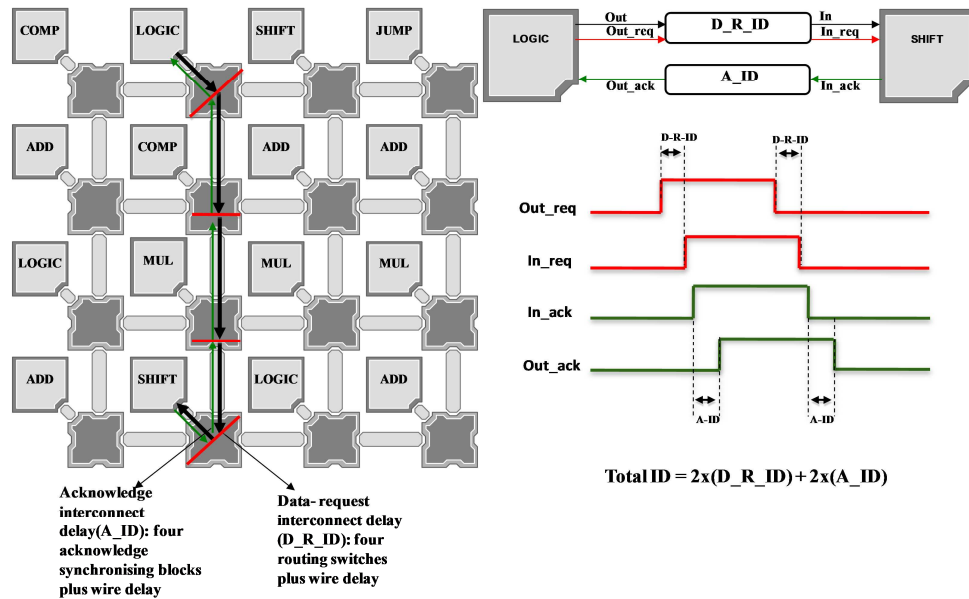 COMP
LOGIC
SHIFT
JUMP
ADD
COMP
ADD
ADD
LOGIC
MUL
MUL
MUL
ADD
SHIFT
LOGIC
ADD
Acknowledge
interconnect
delay(A_ID): four
acknowledge
synchronising blocks
plus wire delay
Data- request
interconnect delay
(D_R_ID): four
routing switches
plus wire delay
LOGIC
Out
Out_req
D_R_ID
In
In_req
SHIFT
Out_ack
A_ID
In_ack
D-R-ID
D-R-ID
Out_req
In_req
In_ack
Out_ack
A-ID
A-ID
Total ID = 2x(D_R_ID) + 2x(A_ID)